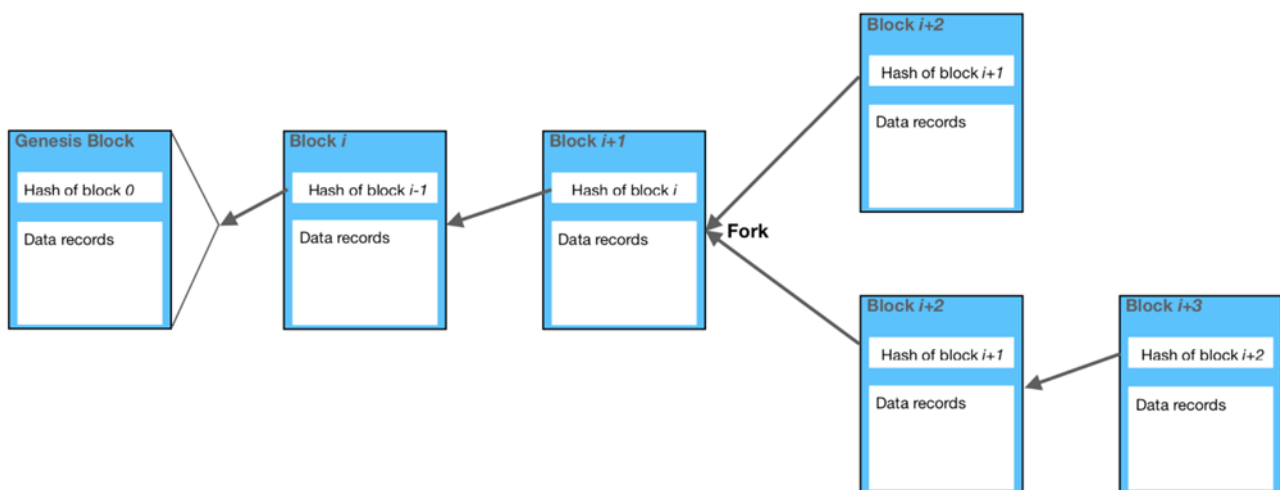 Genesis Block
Hash of block 0
Data records
Block i
Hash of block i-1
Data records
Block i+1
Hash of block i
Data records
Fork
Block i+2
Hash of block i+1
Data records
Block i+2
Hash of block i+1
Data records
Block i+3
Hash of block i+2
Data records